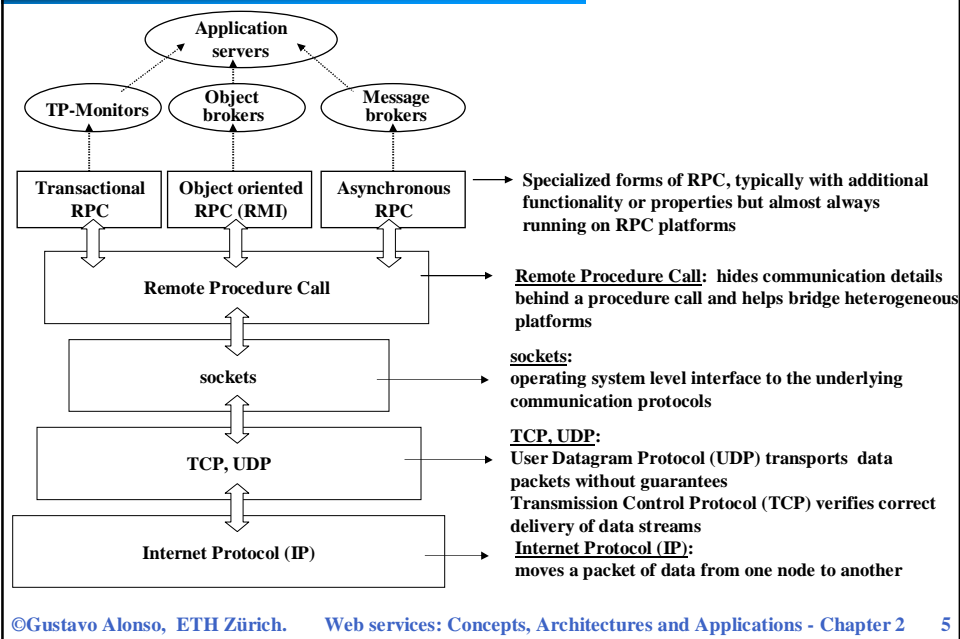 Application
servers
TP-Monitors
Object
brokers
Message
brokers
Transactional
RPC
Object oriented
RPC (RMI)
Asynchronous
RPC
Specialized forms of RPC, typically with additional
functionality or properties but almost always
running on RPC platforms
Remote Procedure Call
Remote Procedure Call: hides communication details
behind a procedure call and helps bridge heterogeneous
platforms
sockets
sockets:
operating system level interface to the underlying
communication protocols
TCP, UDP
TCP, UDP:
User Datagram Protocol (UDP) transports data
packets without guarantees
Transmission Control Protocol (TCP) verifies correct
delivery of data streams
Internet Protocol (IP)
Internet Protocol (IP):
moves a packet of data from one node to another
©Gustavo Alonso, ETH Zürich. Web services: Concepts, Architectures and Applications - Chapter 2 5